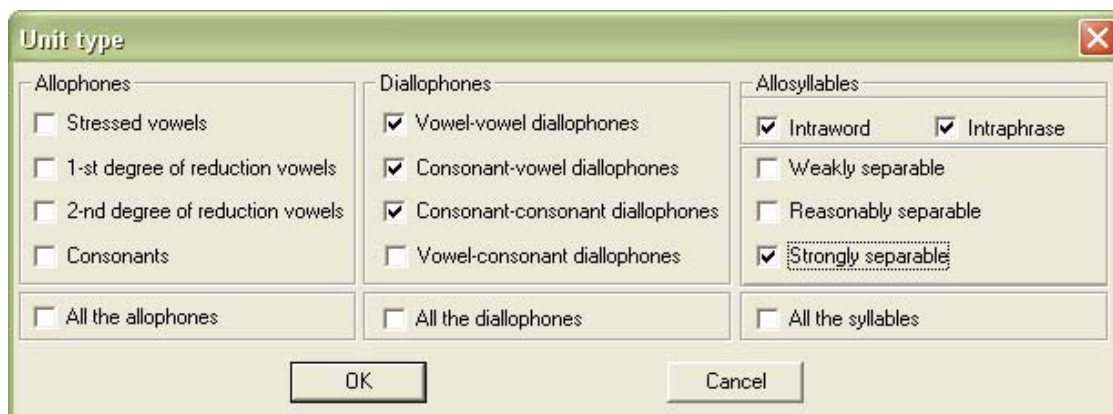 Unit type
Allophones
Stressed vowels
1-st degree of reduction vowels
2-nd degree of reduction vowels
Consonants
All the allophones
Diallophones
Vowel-vowel diallophones
Consonant-vowel diallophones
Consonant-consonant diallophones
Vowel-consonant diallophones
All the diallophones
Allosyllables
Intraword Intraphrase
Weakly separable
Reasonably separable
Strongly separable
All the syllables
OK Cancel